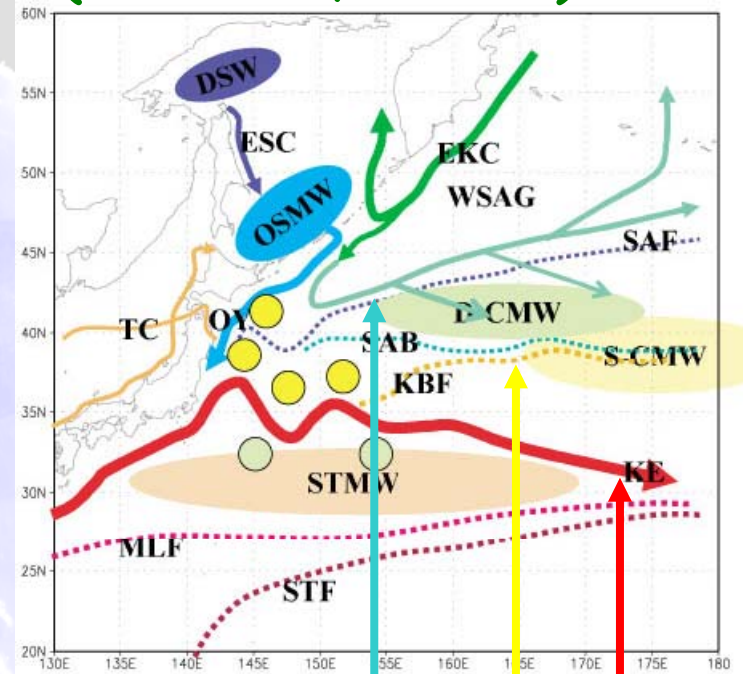 60N
DSW
55N
ESC
EKC
50N
WSAG
OSMW
SAF
45N
TC
OY
D-CMW
40N
SAB
S-CMW
KBF
35N
KE
STMW
30N
MLF
STF
25N
20N
130E 135E 140E 145E 150E 155E 160E 165E 170E 175E 180